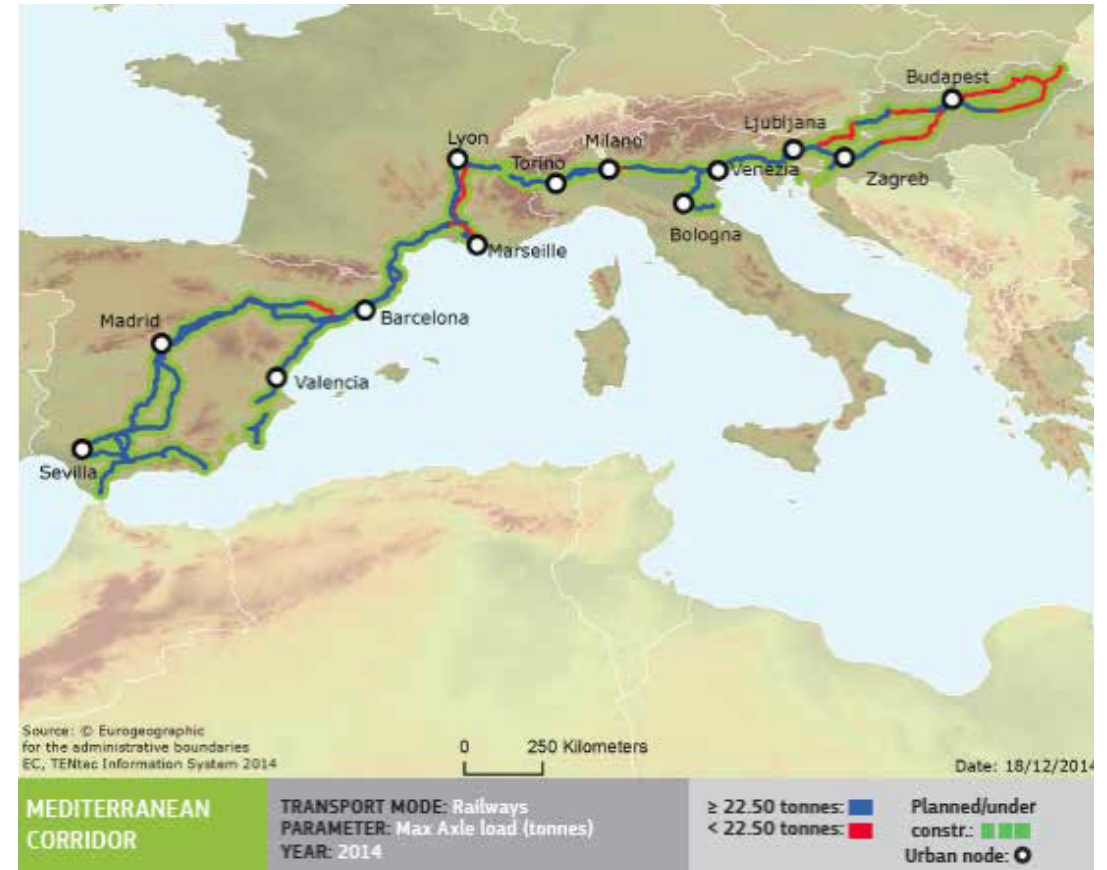 Budapest
Ljubljana
Lyon
Milano
Torino
Venezia
Zagreb
Bologna
Marseille
Madrid
Barcelona
Valencia
Sevilla
Source: © Eurogeographic
for the administrative boundaries
EC, TENtec Information System 2014
0 250 Kilometers
Date: 18/12/2014
MEDITERRANEAN
CORRIDOR
TRANSPORT MODE: Railways
PARAMETER: Max Axle load (tonnes)
YEAR: 2014
≥ 22.50 tonnes:
< 22.50 tonnes:
Planned/under
constr.:
Urban node: